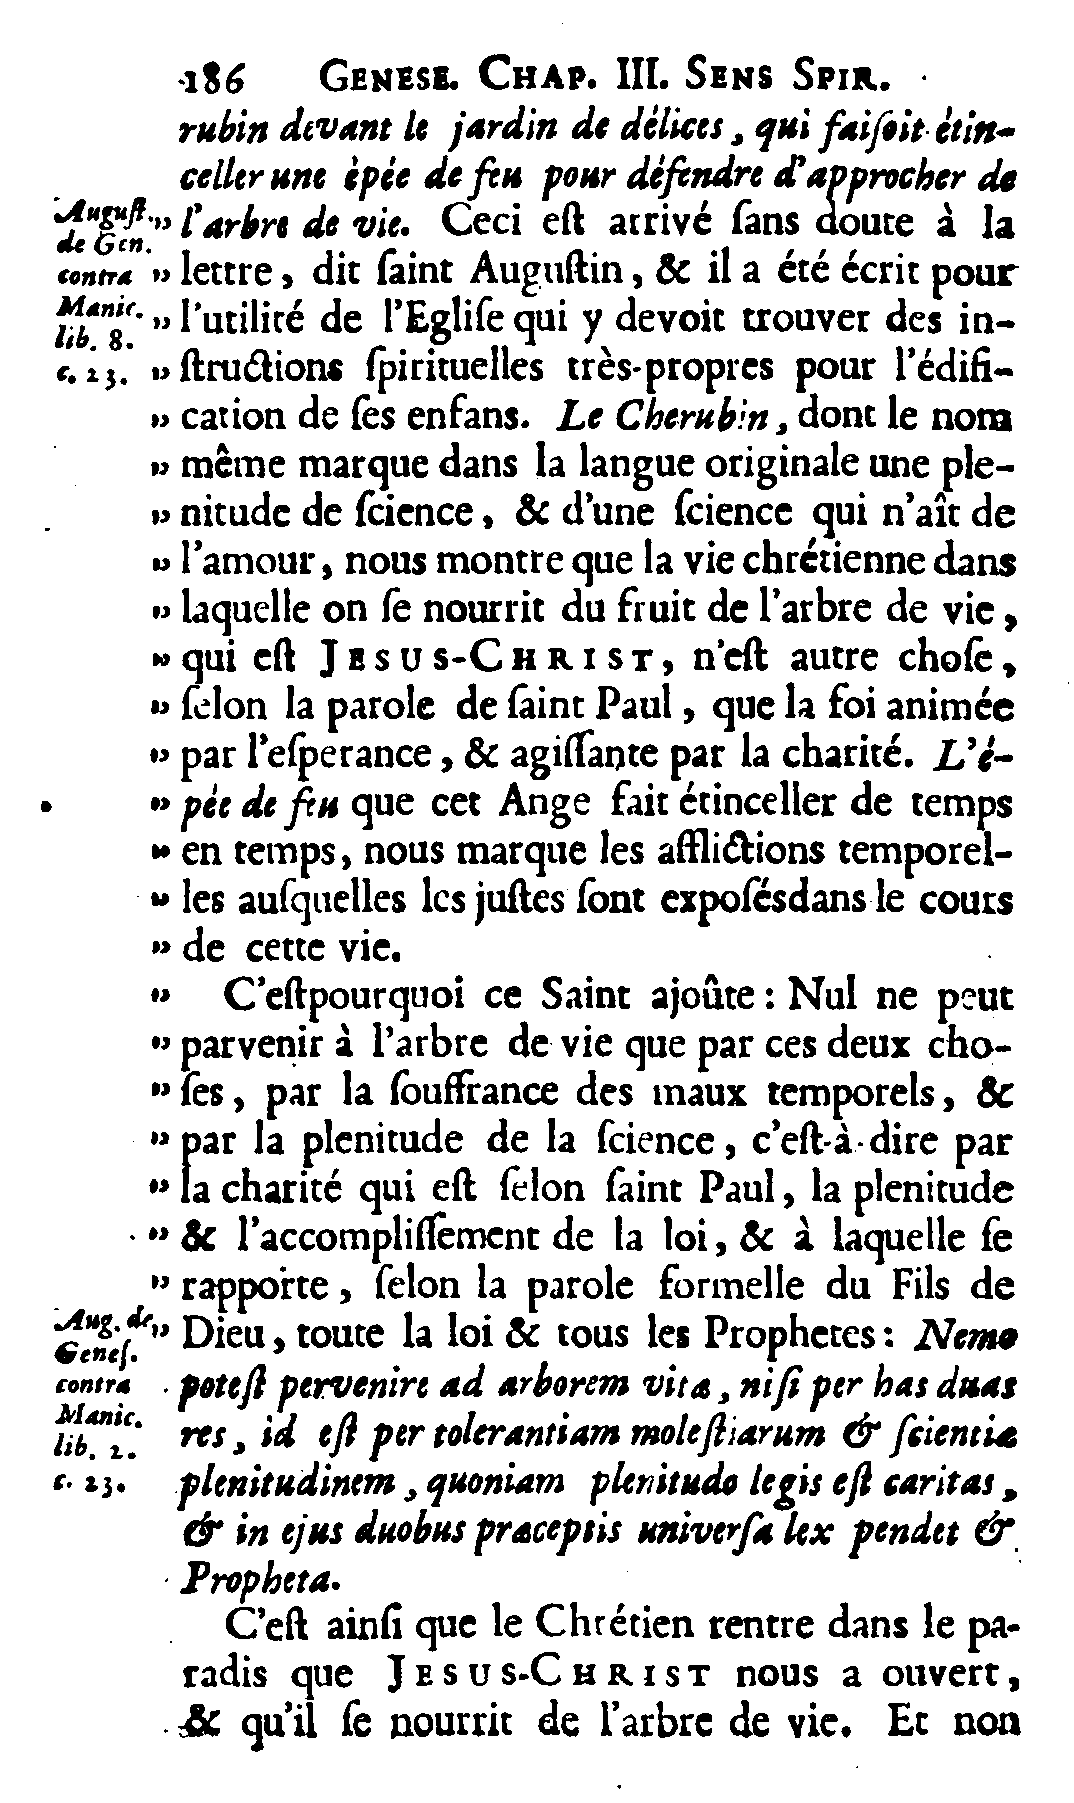 186 GENESE. CHAP. III. SENS SPIR.
rubin devant le jardin de délices, qui faiſoit étin-
celler une épée de feu pour défendre d'approcher de
l'arbre de vie. Ceci eſt arrivé ſans doute à la
lettre, dit ſaint Auguſtin, & il a été écrit pour
l'utilité de l'Egliſe qui y devoit trouver des in-
ſtructions ſpirituelles très-propres pour l'édifi-
cation de ſes enfans. Le Cherubin, dont le nom
même marque dans la langue originale une ple-
nitude de ſcience, & d'une ſcience qui n'aît de
l'amour, nous montre que la vie chrétienne dans
laquelle on ſe nourrit du fruit de l'arbre de vie,
qui eſt JESUS-CHRIST, n'eſt autre choſe,
ſelon la parole de ſaint Paul, que la foi animée
par l'eſperance, & agiſſante par la charité. L'é-
pée de feu que cet Ange fait étinceller de temps
en temps, nous marque les afflictions temporel-
les auſquelles les juſtes ſont expoſésdans le cours
de cette vie.
C'eſtpourquoi ce Saint ajoûte : Nul ne peut
parvenir à l'arbre de vie que par ces deux cho-
ſes, par la ſouffrance des maux temporels, &
par la plenitude de la ſcience, c'eſt-à-dire par
la charité qui eſt ſelon ſaint Paul, la plenitude
& l'accompliſſement de la loi, & à laquelle ſe
rapporte, ſelon la parole formelle du Fils de
Dieu, toute la loi & tous les Prophetes : Nemo
poteſt pervenire ad arborem vitæ, niſi per has duas
res, id eſt per tolerantiam moleſtiarum & ſcientiæ
plenitudinem, quoniam plenitudo legis eſt caritas,
& in ejus duobus præceptis univerſa lex pendet &
Prophetæ.
C'eſt ainſi que le Chrétien rentre dans le pa-
radis que JESUS-CHRIST nous a ouvert,
& qu'il ſe nourrit de l'arbre de vie. Et non
Auguſt.
de Gen.
contra
Manic.
lib. 8.
c. 23.
Aug. de
Geneſ.
contra
Manic.
lib. 2.
c. 23.